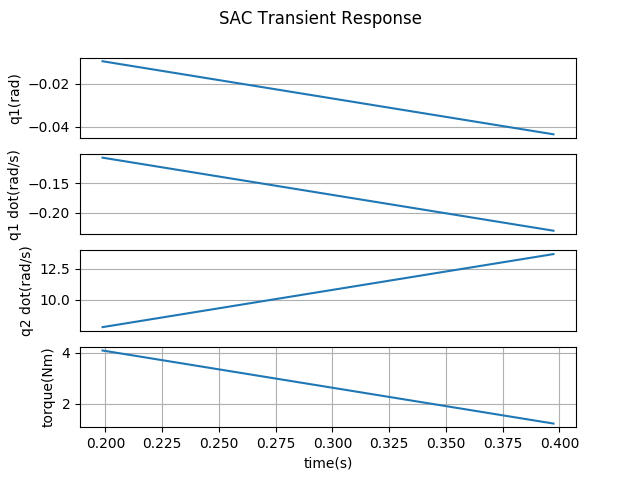 SAC Transient Response
q1(rad)
−0.02
−0.04
q1 dot(rad/s)
−0.15
−0.20
q2 dot(rad/s)
12.5
10.0
torque(Nm)
4
2
0.200 0.225 0.250 0.275 0.300 0.325 0.350 0.375 0.400
time(s)